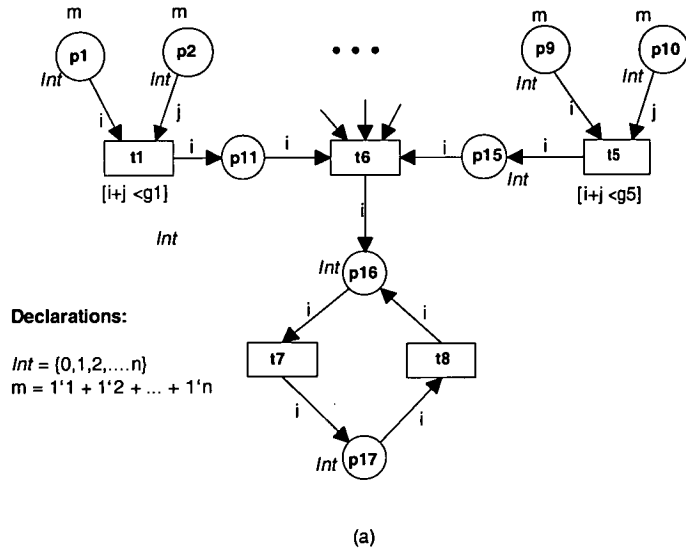 m m m m
p1 p2 • • • p9 p10
Int Int Int Int
i j i j
t1 i p11 i t6 i p15 i t5
[i+j <g1] Int [i+j <g5]
Int i
Int p16
i i
Declarations:
t7 t8
Int = {0,1,2,....n}
m = 1'1 + 1'2 + ... + 1'n
i i
Int p17
(a)